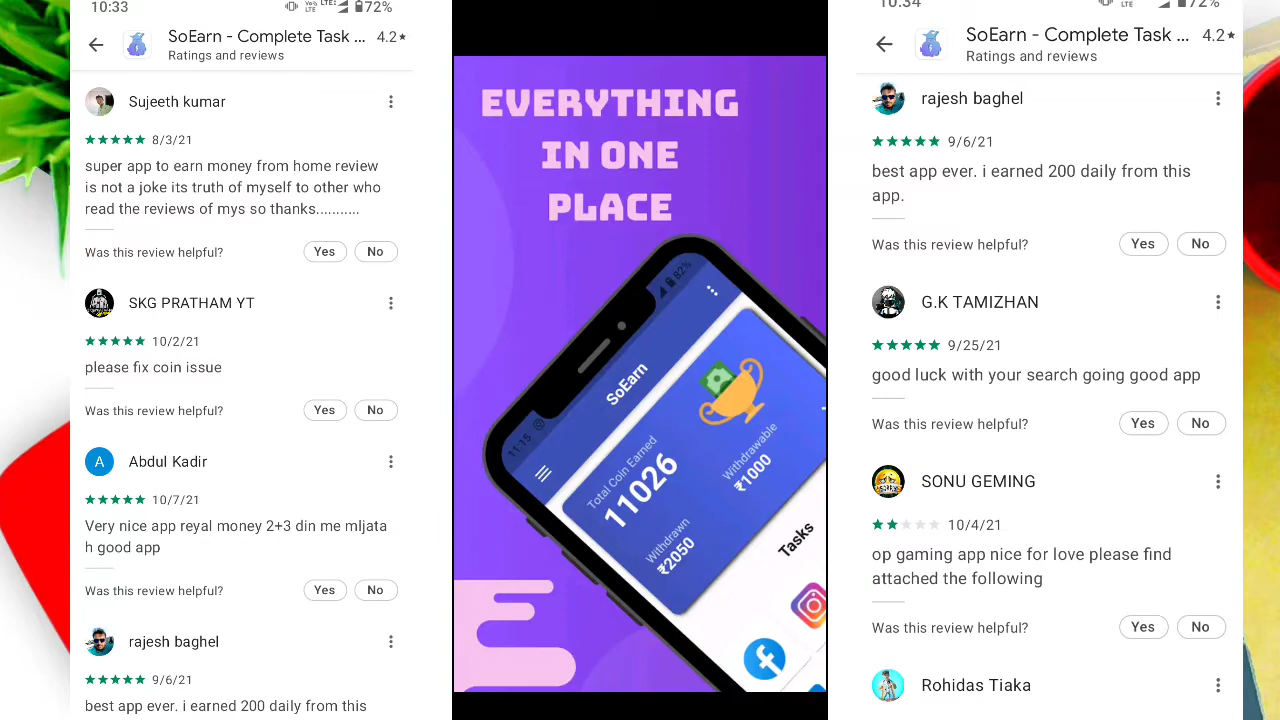 10:33
72%
SoEarn - Complete Task ...
4.2★
Ratings and reviews
Sujeeth kumar
8/3/21
super app to earn money from home review
is not a joke its truth of myself to other who
read the reviews of mys so thanks...........
Was this review helpful?
Yes
No
SKG PRATHAM YT
10/2/21
please fix coin issue
Was this review helpful?
Yes
No
A
Abdul Kadir
10/7/21
Very nice app reyal money 2+3 din me mljata
h good app
Was this review helpful?
Yes
No
rajesh baghel
9/6/21
best app ever. i earned 200 daily from this
EVERYTHING
IN ONE
PLACE
11:15
82%
SoEarn
Total Coin Earned
11026
Withdrawable
₹1000
Withdrawn
₹2050
Tasks
10:34
LTE
72%
SoEarn - Complete Task ...
4.2★
Ratings and reviews
rajesh baghel
9/6/21
best app ever. i earned 200 daily from this
app.
Was this review helpful?
Yes
No
G.K TAMIZHAN
9/25/21
good luck with your search going good app
Was this review helpful?
Yes
No
SONU GEMING
10/4/21
op gaming app nice for love please find
attached the following
Was this review helpful?
Yes
No
Rohidas Tiaka